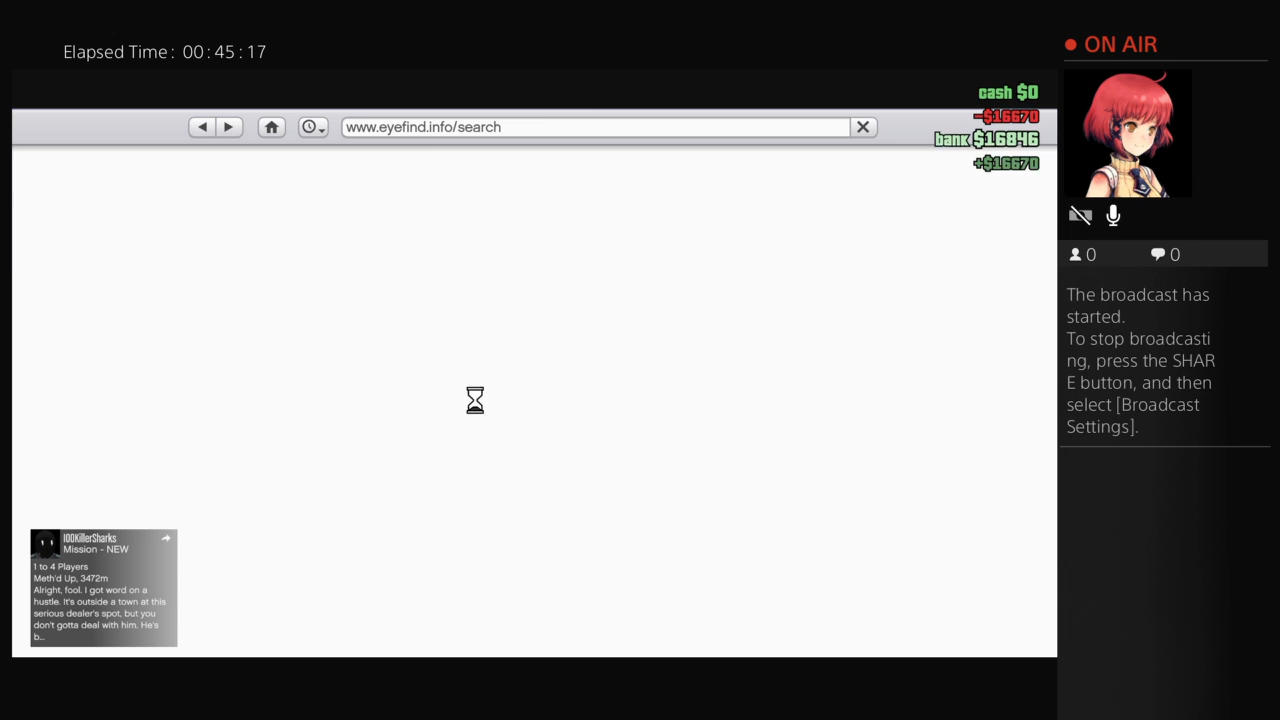 Elapsed Time: 00:45:17
ON AIR
cash $0
-$16670
www.eyefind.info/search
bank $16846
+$16670
0 0
The broadcast has
started.
To stop broadcasti
ng, press the SHAR
E button, and then
select [Broadcast
Settings].
100KillerSharks
Mission - NEW
1 to 4 Players
Meth'd Up, 3472m
Alright, fool. I got word on a
hustle. It's outside a town at this
serious dealer's spot, but you
don't gotta deal with him. He's
b...